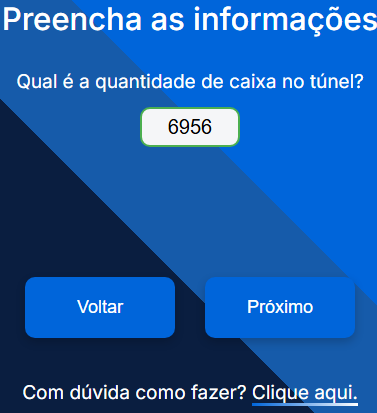 Preencha as informações
Qual é a quantidade de caixa no túnel?
6956
Voltar
Próximo
Com dúvida como fazer? Clique aqui.